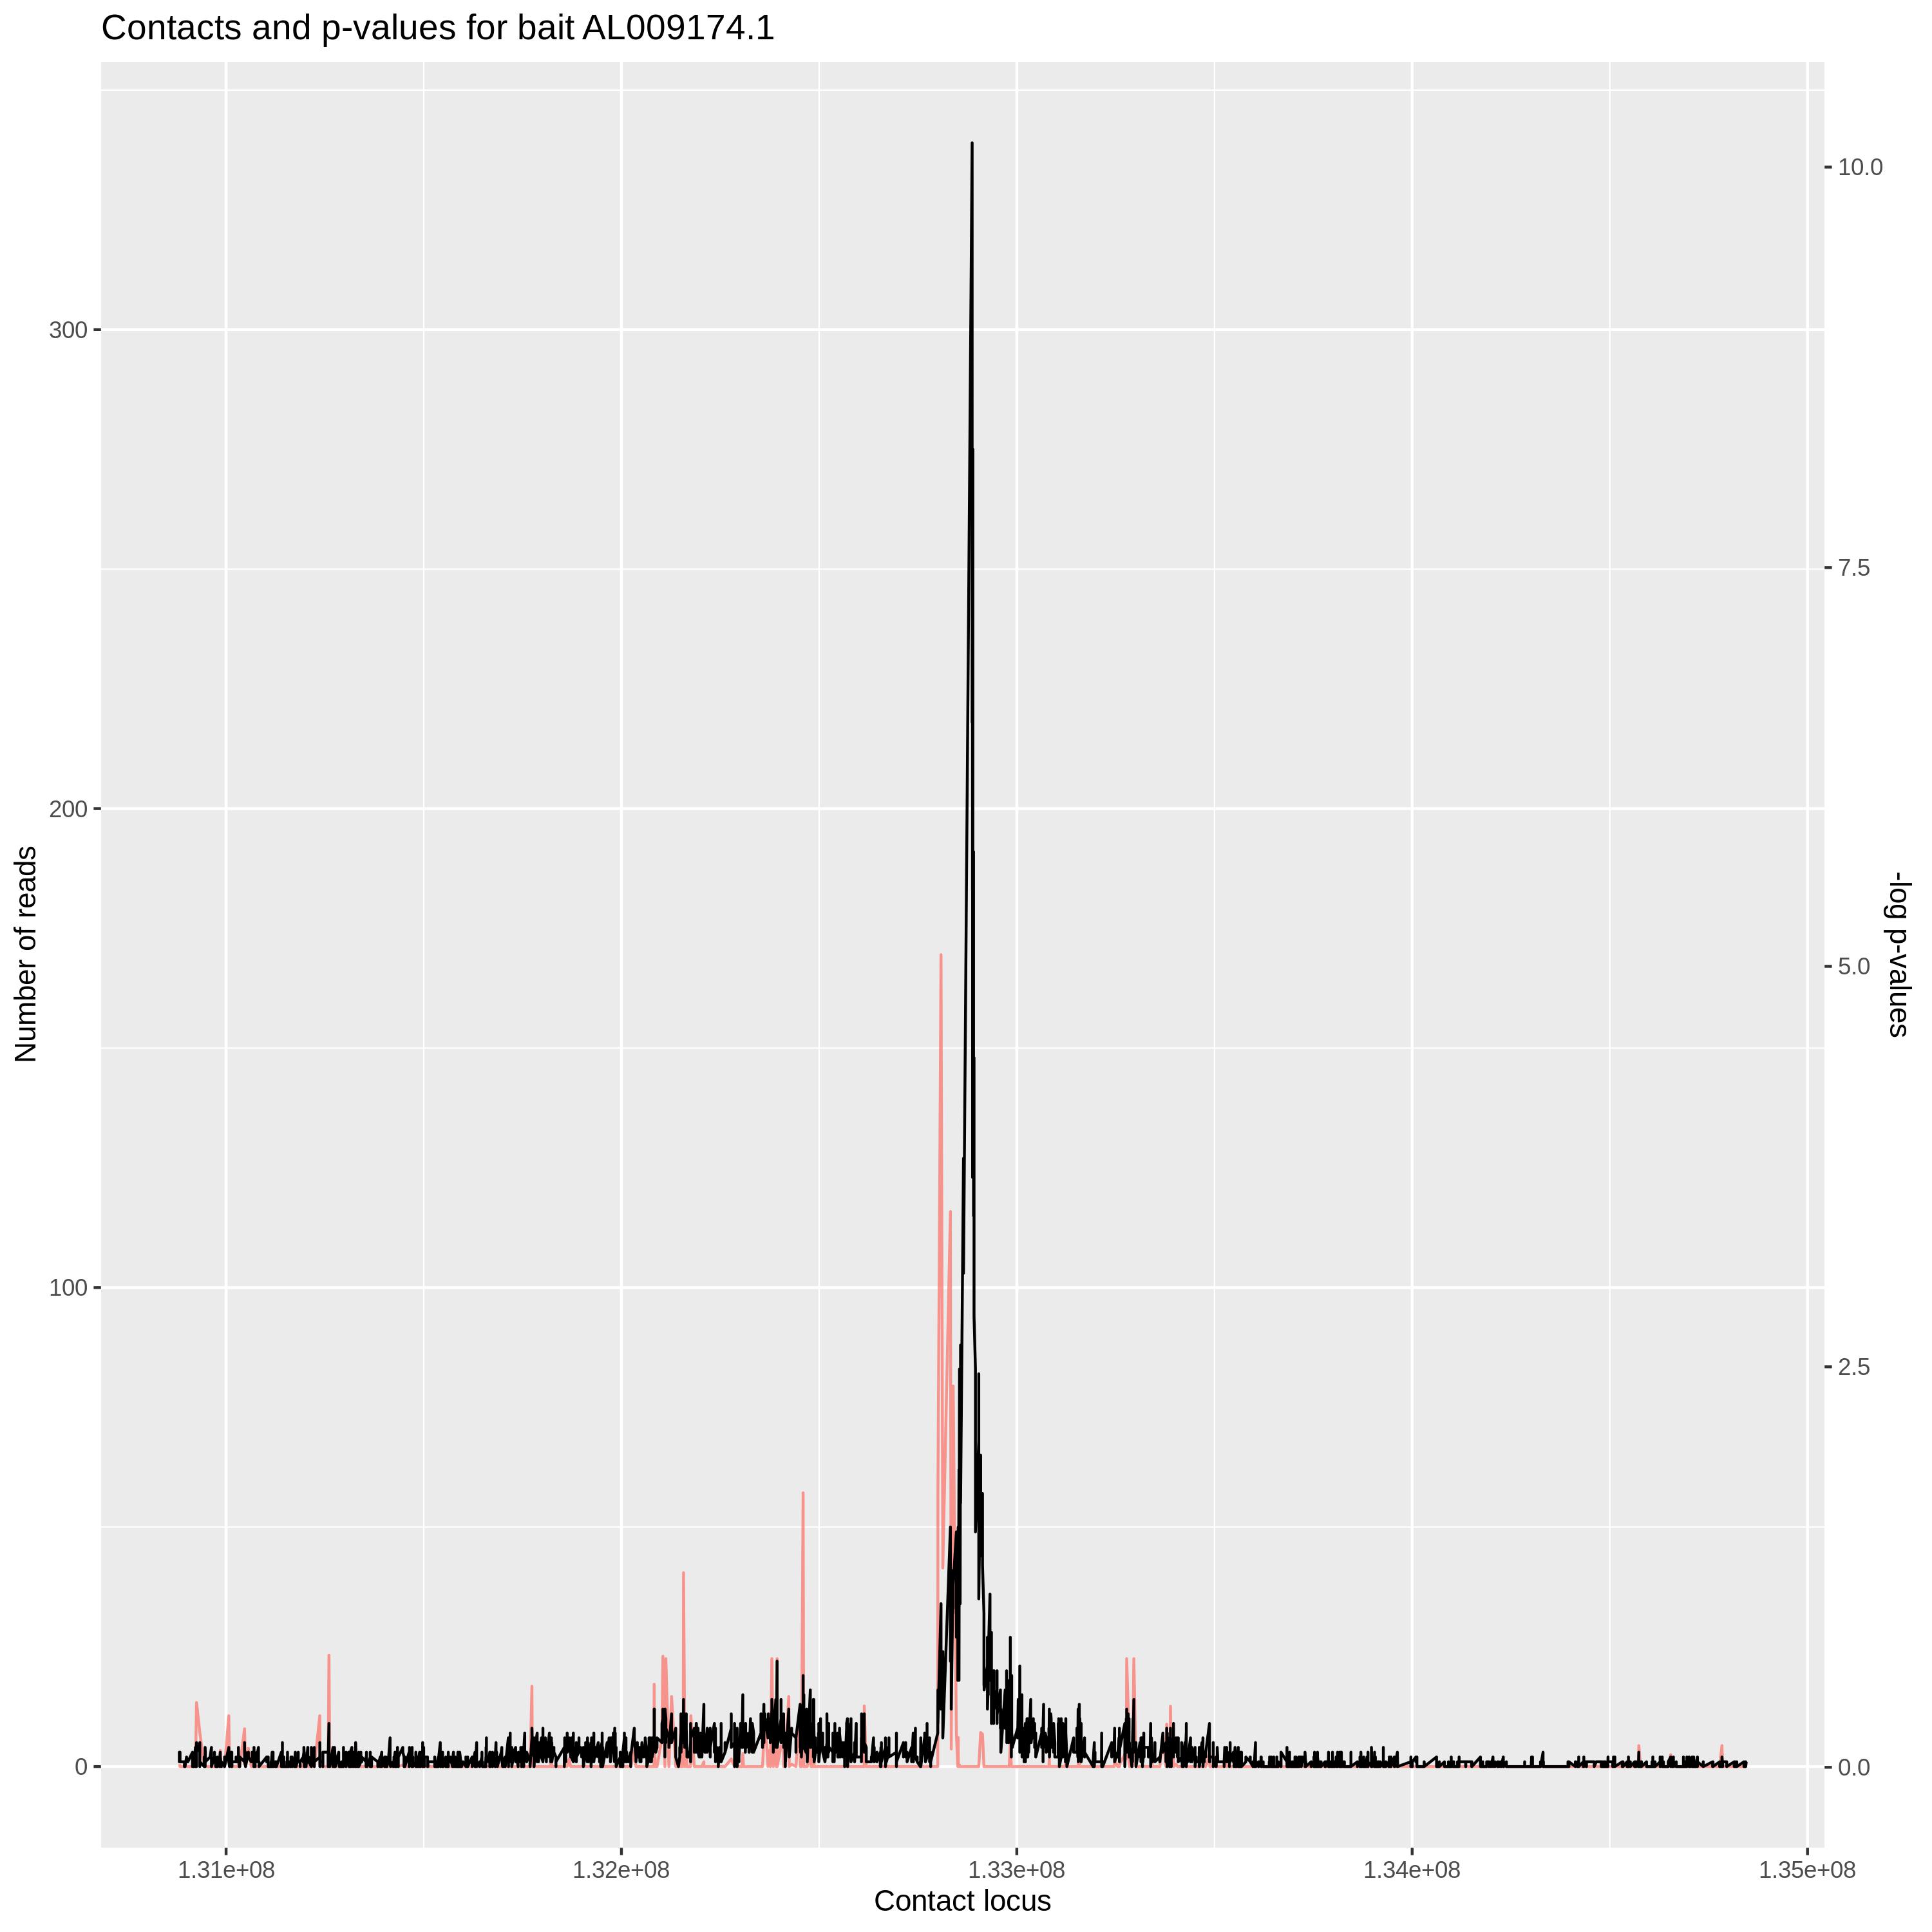 Contacts and p-values for bait AL009174.1
Number of reads
300
200
100
0
10.0
7.5
5.0
2.5
0.0
-log p-values
1.31e+08
1.32e+08
1.33e+08
1.34e+08
1.35e+08
Contact locus